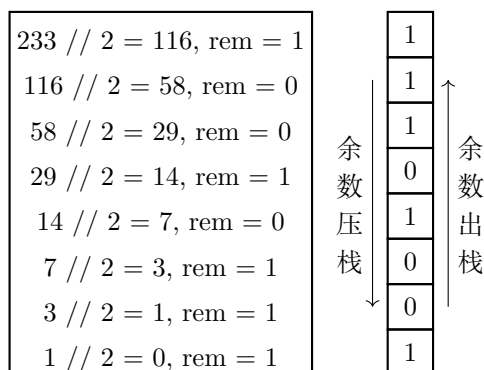 233 // 2 = 116, rem = 1
116 // 2 = 58, rem = 0
58 // 2 = 29, rem = 0
29 // 2 = 14, rem = 1
14 // 2 = 7, rem = 0
7 // 2 = 3, rem = 1
3 // 2 = 1, rem = 1
1 // 2 = 0, rem = 1
余数压栈
1
1
1
0
1
0
0
1
余数出栈